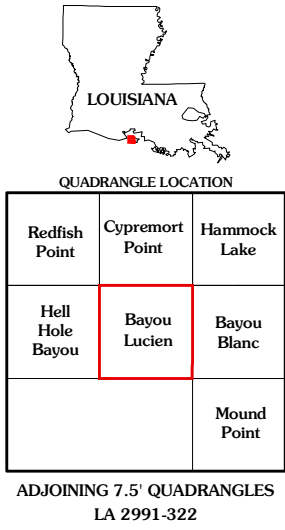 LOUISIANA
QUADRANGLE LOCATION
Redfish
Point
Cypremort
Point
Hammock
Lake
Hell
Hole
Bayou
Bayou
Lucien
Bayou
Blanc
Mound
Point
ADJOINING 7.5' QUADRANGLES
LA 2991-322